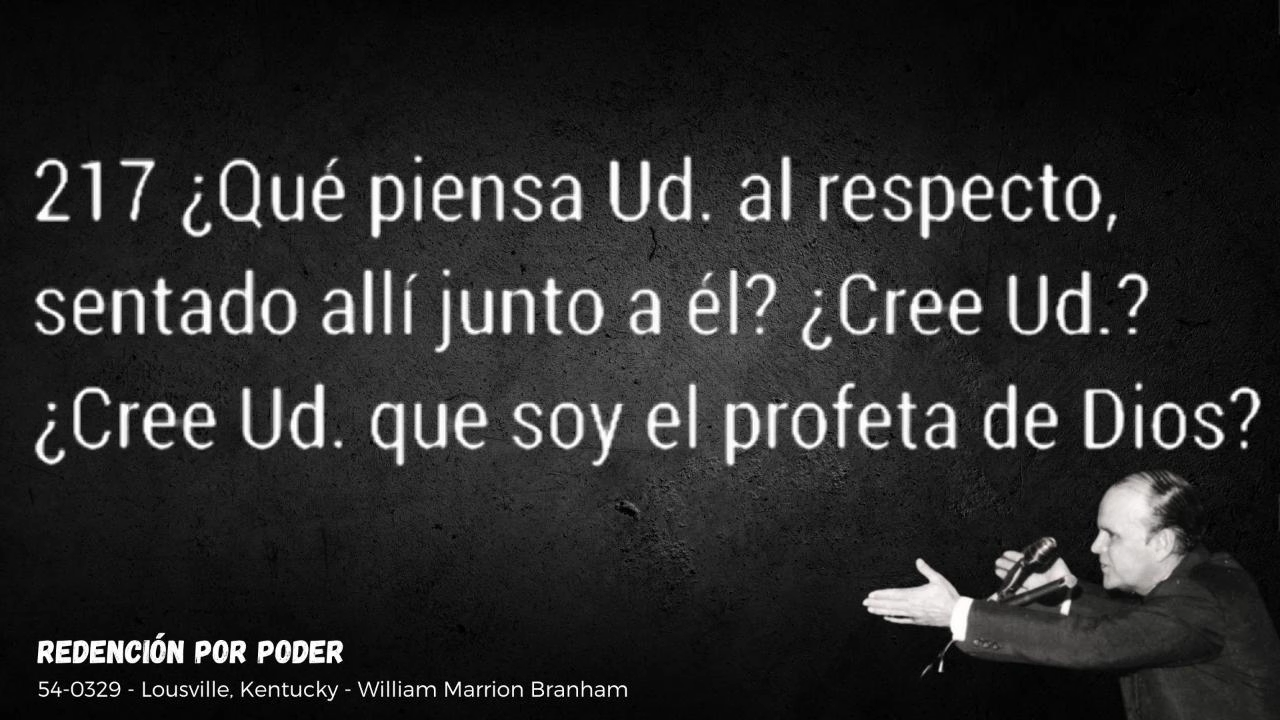 217 ¿Qué piensa Ud. al respecto,
sentado allí junto a él? ¿Cree Ud.?
¿Cree Ud. que soy el profeta de Dios?
REDENCIÓN POR PODER
54-0329 - Lousville, Kentucky - William Marrion Branham